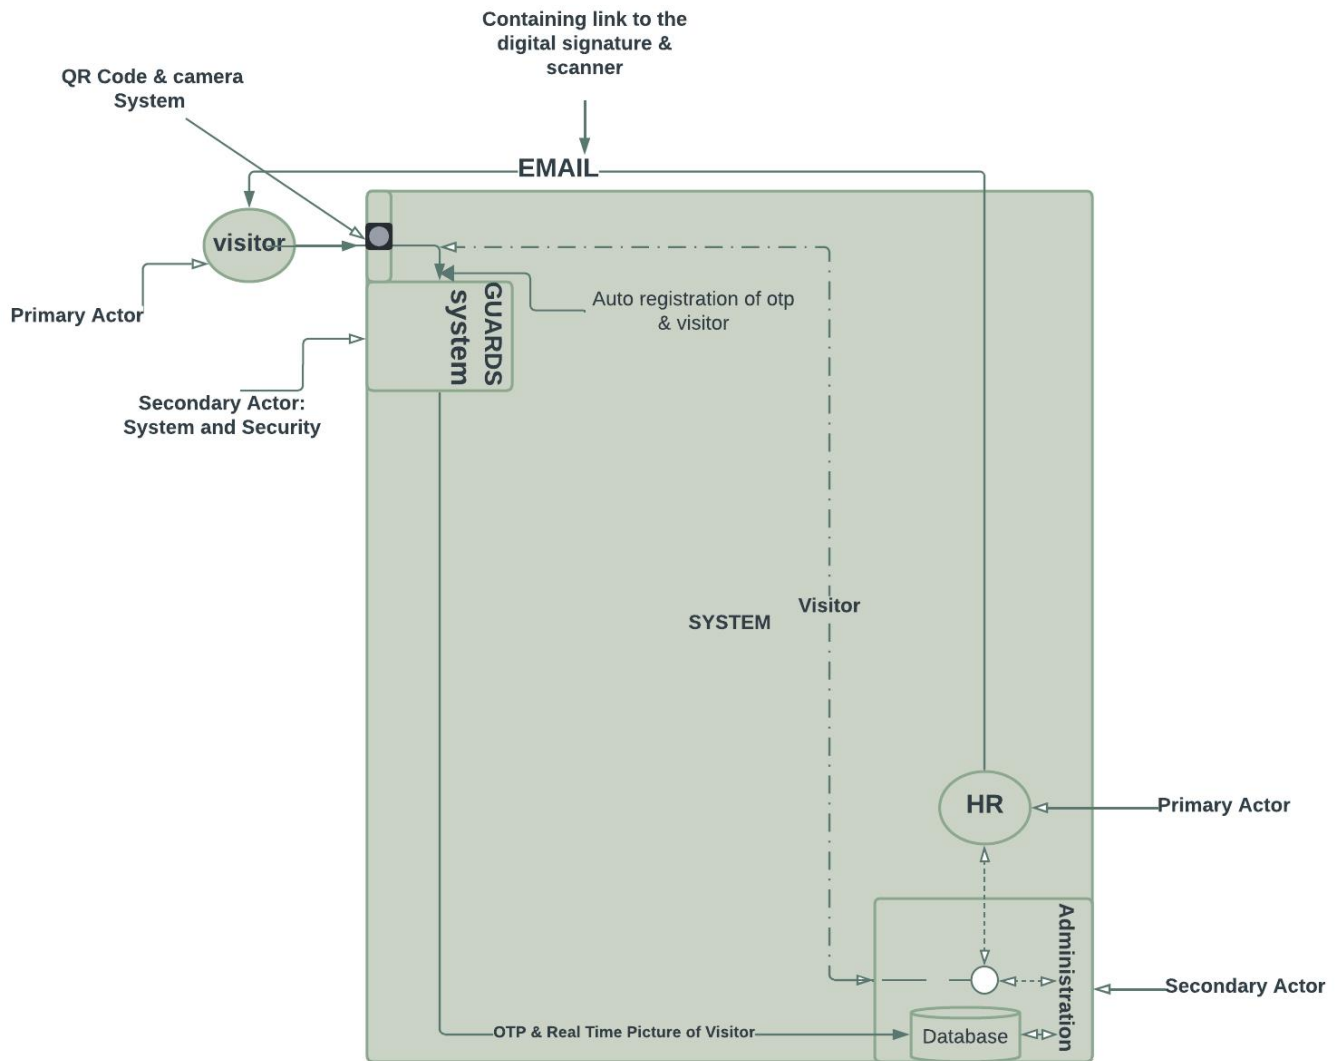 Containing link to the
digital signature &
scanner
QR Code & camera
System
EMAIL
visitor
Primary Actor
GUARDS
system
Auto registration of otp
& visitor
Secondary Actor:
System and Security
Visitor
SYSTEM
HR
Primary Actor
Administration
Secondary Actor
OTP & Real Time Picture of Visitor
Database